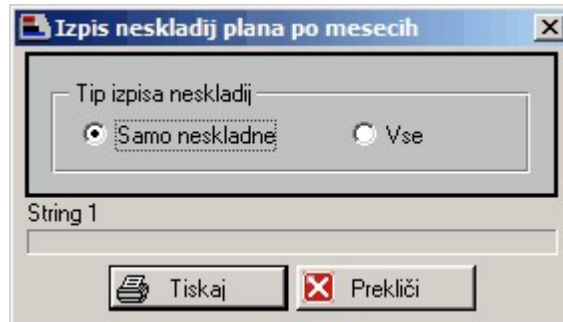 Izpis neskladij plana po mesecih
Tip izpisa neskladij
Samo neskladne
Vse
String 1
Tiskaj
Prekliči